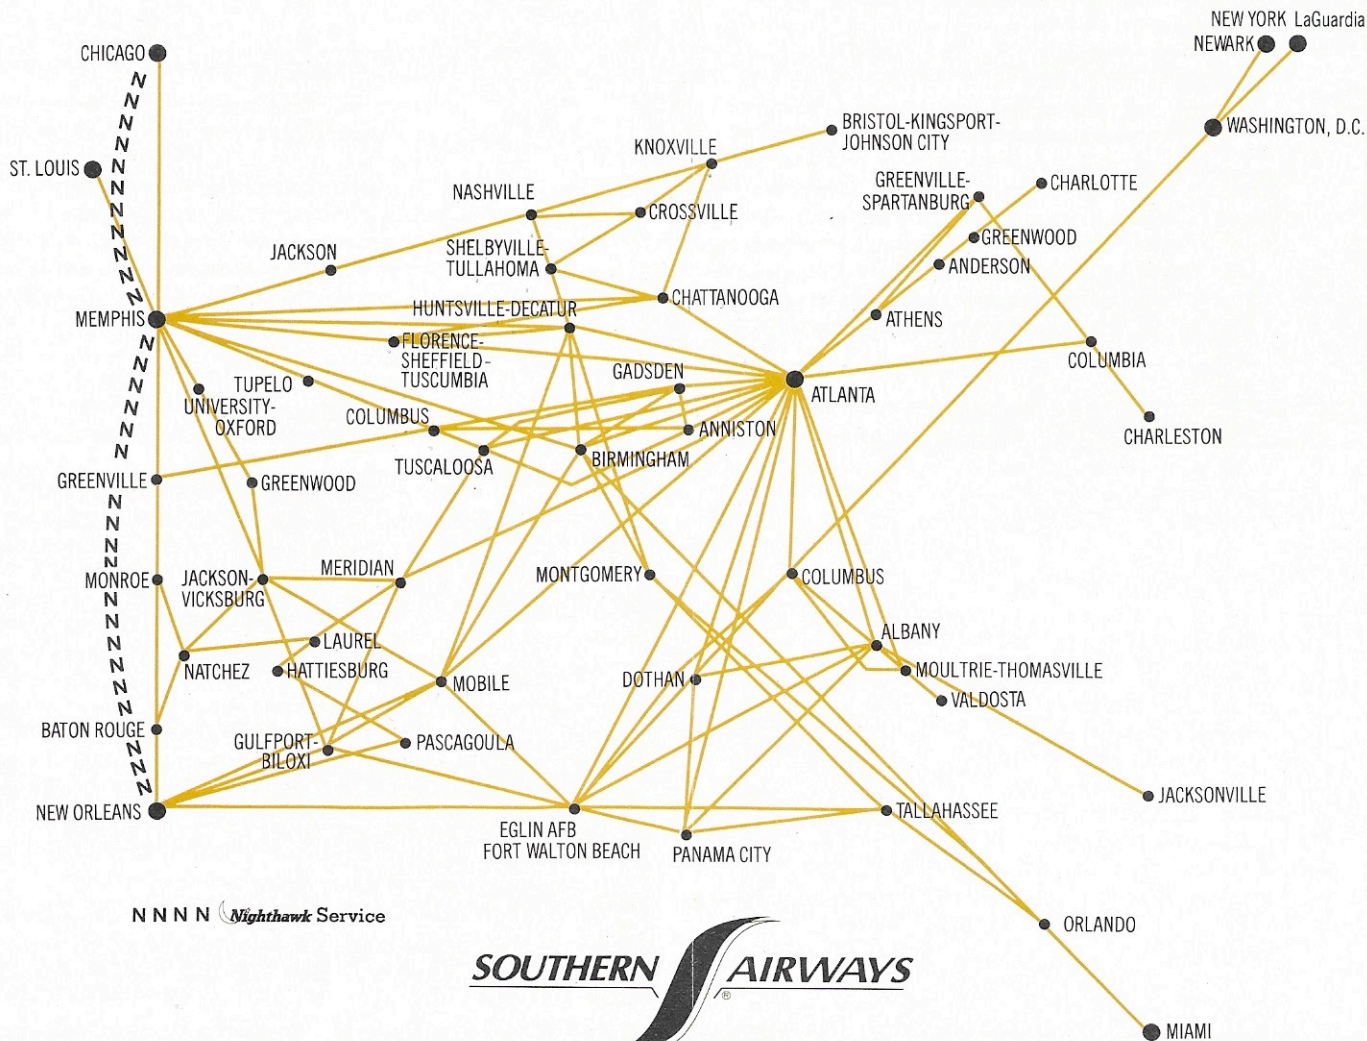 NEW YORK LaGuardia
NEWARK
CHICAGO
WASHINGTON, D.C.
BRISTOL-KINGSPORT-
JOHNSON CITY
KNOXVILLE
ST. LOUIS
GREENVILLE-
SPARTANBURG
CHARLOTTE
NASHVILLE
CROSSVILLE
GREENWOOD
JACKSON
SHELBYVILLE-
TULLAHOMA
ANDERSON
CHATTANOOGA
HUNTSVILLE-DECATUR
MEMPHIS
ATHENS
FLORENCE-
SHEFFIELD-
TUSCUMBIA
COLUMBIA
GADSDEN
TUPELO
ATLANTA
UNIVERSITY-
OXFORD
COLUMBUS
ANNISTON
CHARLESTON
TUSCALOOSA
BIRMINGHAM
GREENVILLE
GREENWOOD
MERIDIAN
MONTGOMERY
COLUMBUS
MONROE
JACKSON-
VICKSBURG
ALBANY
LAUREL
NATCHEZ
HATTIESBURG
MOULTRIE-THOMASVILLE
DOTHAN
MOBILE
VALDOSTA
BATON ROUGE
GULFPORT-
BILOXI
PASCAGOULA
JACKSONVILLE
NEW ORLEANS
TALLAHASSEE
EGLIN AFB
FORT WALTON BEACH
PANAMA CITY
N N N N Nighthawk Service
ORLANDO
SOUTHERN AIRWAYS
®
MIAMI